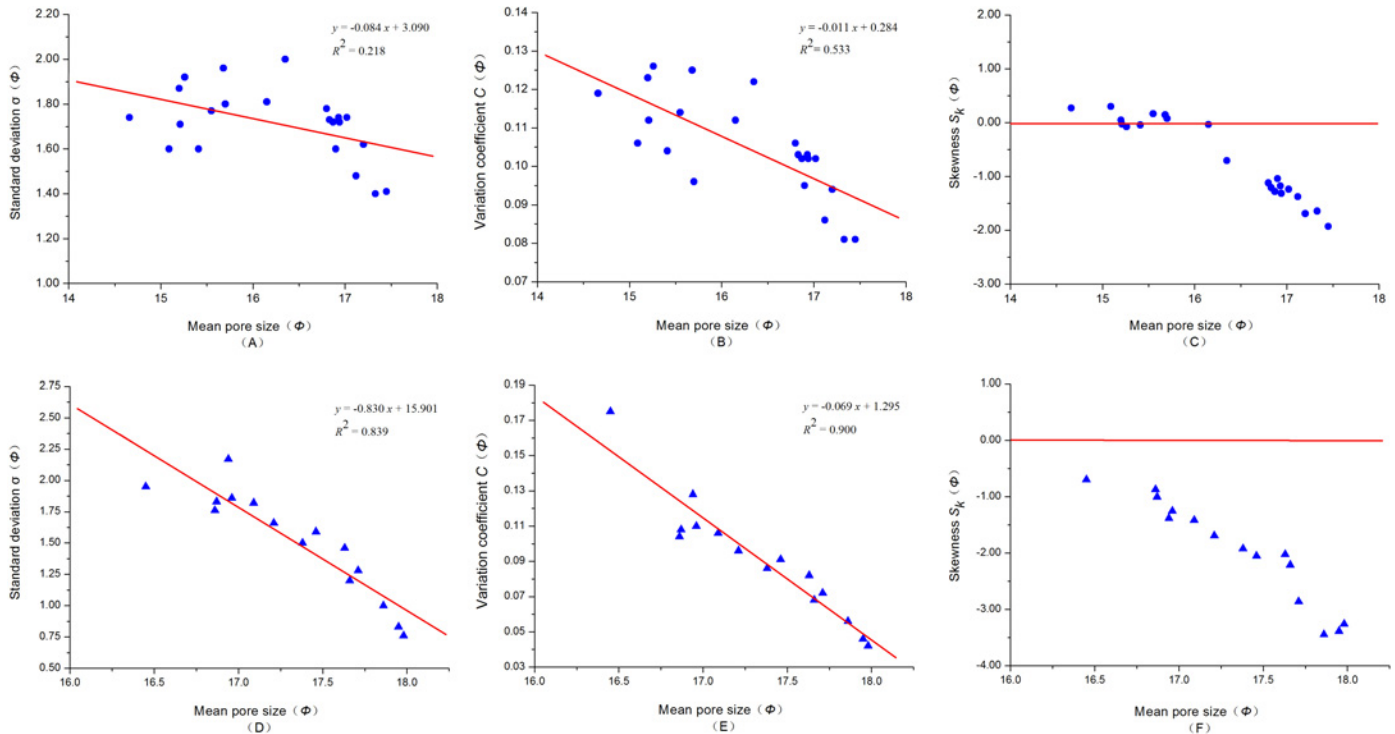 2.20
2.00
1.80
1.60
1.40
1.20
1.00
Standard deviation σ (Φ)
y = -0.084 x + 3.090
R² = 0.218
14 15 16 17 18
Mean pore size (Φ)
(A)
0.14
0.13
0.12
0.11
0.10
0.09
0.08
0.07
Variation coefficient C (Φ)
y = -0.011 x + 0.284
R² = 0.533
14 15 16 17 18
Mean pore size (Φ)
(B)
2.00
1.00
0.00
-1.00
-2.00
-3.00
Skewness Sk (Φ)
14 15 16 17 18
Mean pore size (Φ)
(C)
2.75
2.50
2.25
2.00
1.75
1.50
1.25
1.00
0.75
0.50
Standard deviation σ (Φ)
y = -0.830 x + 15.901
R² = 0.839
16.0 16.5 17.0 17.5 18.0
Mean pore size (Φ)
(D)
0.19
0.17
0.15
0.13
0.11
0.09
0.07
0.05
0.03
Variation coefficient C (Φ)
y = -0.069 x + 1.295
R² = 0.900
16.0 16.5 17.0 17.5 18.0
Mean pore size (Φ)
(E)
1.00
0.00
-1.00
-2.00
-3.00
-4.00
Skewness Sk (Φ)
16.0 16.5 17.0 17.5 18.0
Mean pore size (Φ)
(F)